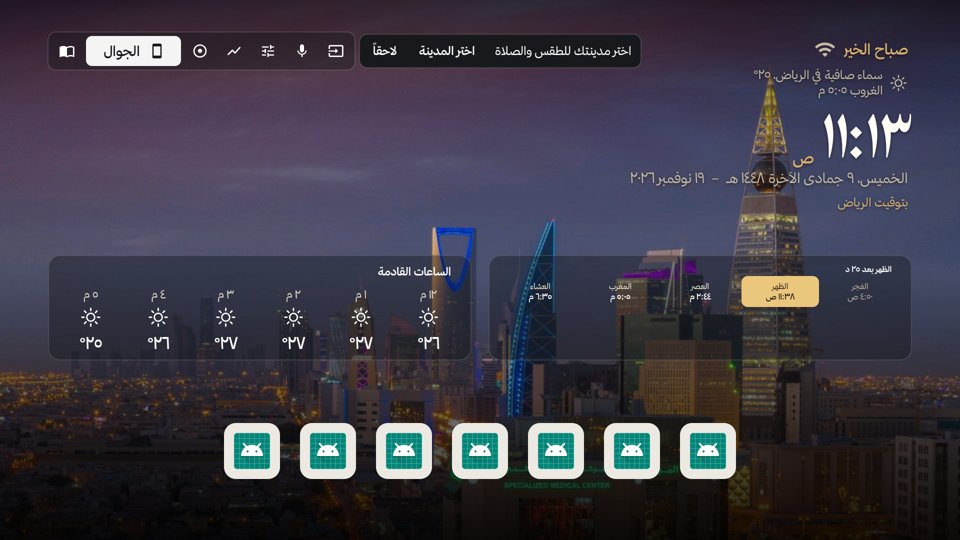 صباح الخير
سماء صافية في الرياض، ٢٥°
الغروب ٥:٠٥ م
١١:١٣ ص
الخميس، ٩ جمادى الآخرة ١٤٤٨ هـ – ١٩ نوفمبر ٢٠٢٦
بتوقيت الرياض
اختر مدينتك للطقس والصلاة اختر المدينة لاحقاً
الجوال
الظهر بعد ٢٥ د
الفجر الظهر العصر المغرب العشاء
٤:٥٠ ص ١١:٣٨ ص ٢:٤٤ م ٥:٠٥ م ٦:٣٥ م
الساعات القادمة
١٢ م ١ م ٢ م ٣ م ٤ م ٥ م
٢٦° ٢٧° ٢٧° ٢٧° ٢٦° ٢٥°
SPECIALIZED MEDICAL CENTER